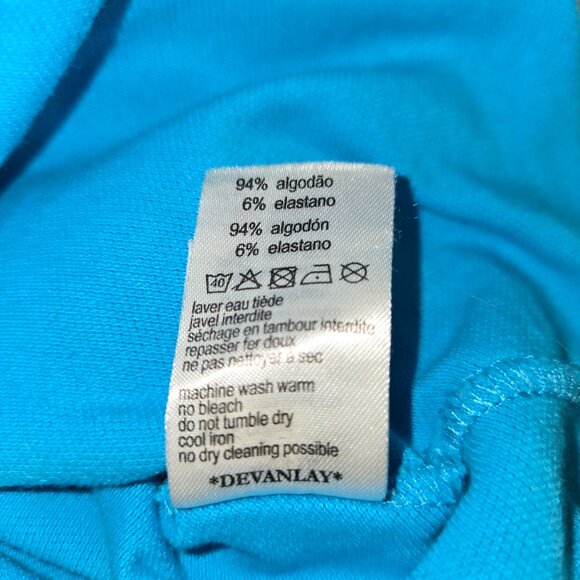 94% algodão
6% elastano
94% algodón
6% elastano
40
laver eau tiède
javel interdite
séchage en tambour interdite
repasser fer doux
ne pas nettoyer a sec
machine wash warm
no bleach
do not tumble dry
cool iron
no dry cleaning possible
*DEVANLAY*